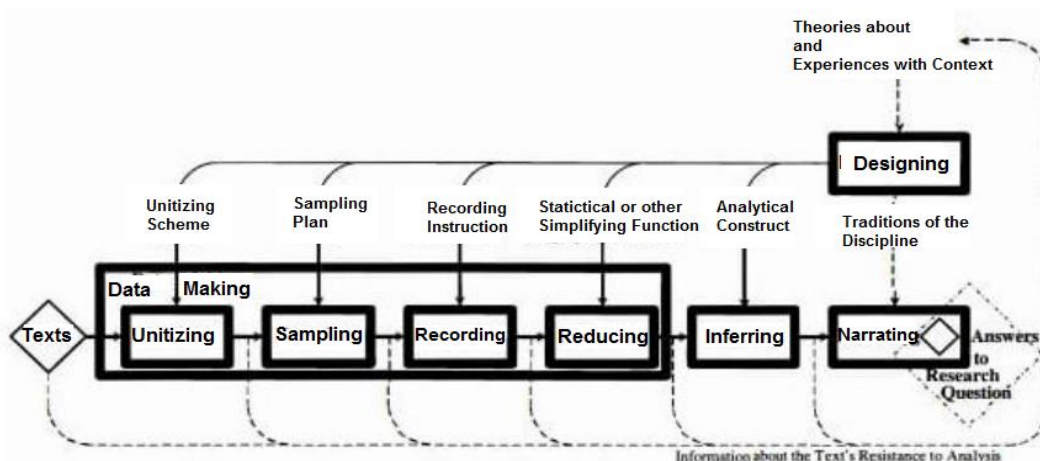 Theories about
and
Experiences with Context
Designing
Unitizing
Scheme
Sampling
Plan
Recording
Instruction
Statictical or other
Simplifying Function
Analytical
Construct
Traditions of the
Discipline
Data Making
Texts
Unitizing
Sampling
Recording
Reducing
Inferring
Narrating
Answers
to
Research
Question
Information about the Text's Resistance to Analysis